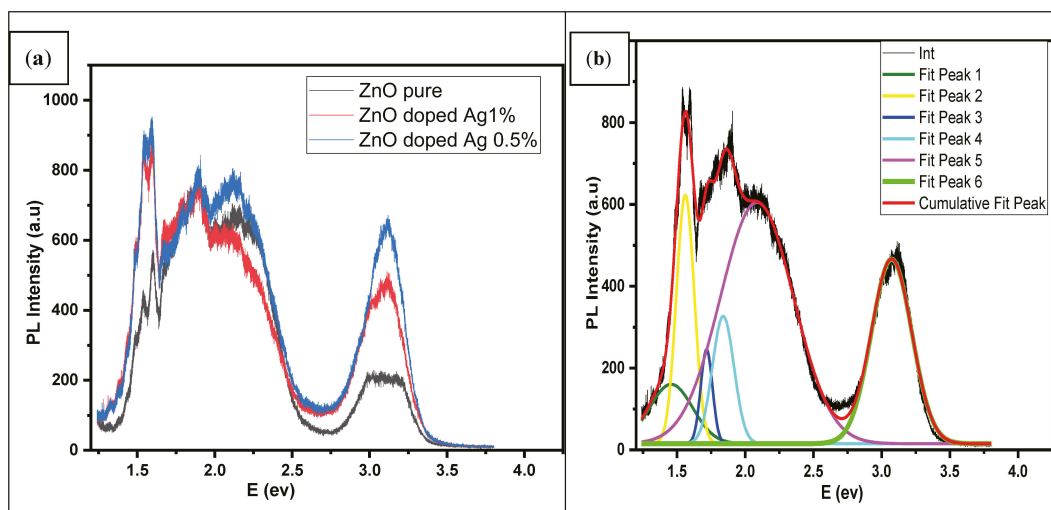 (a)
ZnO pure
ZnO doped Ag1%
ZnO doped Ag 0.5%
PL Intensity (a.u)
1000
800
600
400
200
0
1.5 2.0 2.5 3.0 3.5 4.0
E (ev)
(b)
Int
Fit Peak 1
Fit Peak 2
Fit Peak 3
Fit Peak 4
Fit Peak 5
Fit Peak 6
Cumulative Fit Peak
PL Intensity (a.u)
800
600
400
200
0
1.5 2.0 2.5 3.0 3.5 4.0
E (ev)